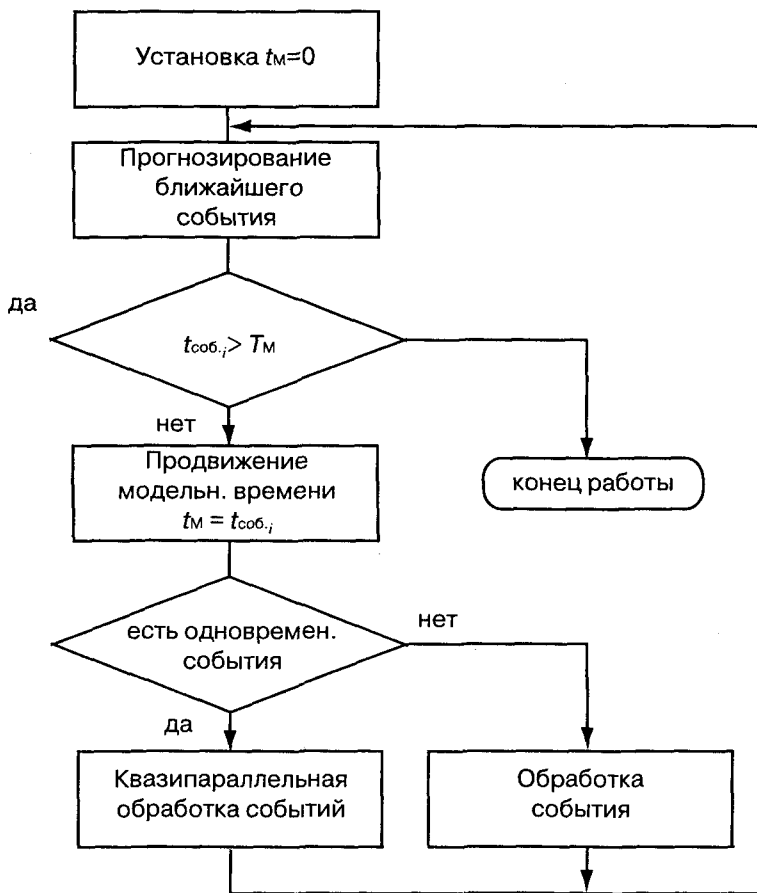 Установка tм=0
Прогнозирование
ближайшего
события
да
tсоб.i > Tм
нет
Продвижение
модельн. времени
tм = tсоб.i
конец работы
есть одновремен.
события
нет
да
Квазипараллельная
обработка событий
Обработка
события